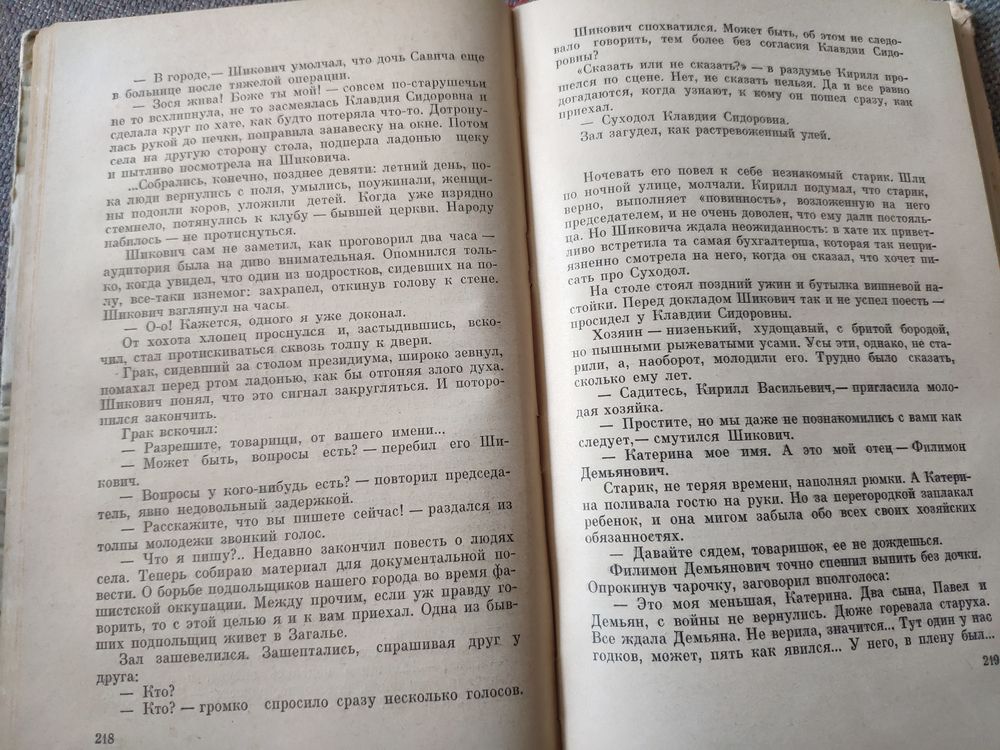 — В городе,— Шикович умолчал, что дочь Савича еще
в больнице после тяжелой операции.
— Зося жива! Боже ты мой! — совсем по-старушечьи
не то всхлипнула, не то засмеялась Клавдия Сидоровна и
сделала круг по хате, как будто потеряла что-то. Дотрону-
лась рукой до печки, поправила занавеску на окне. Потом
села на другую сторону стола, подперла ладонью щеку
и пытливо посмотрела на Шиковича.
...Собрались, конечно, позднее девяти: летний день, по-
ка люди вернулись с поля, умылись, поужинали, женщи-
ны подоили коров, уложили детей. Когда уже изрядно
стемнело, потянулись к клубу — бывшей церкви. Народу
набилось — не протиснуться.
Шикович сам не заметил, как проговорил два часа —
аудитория была на диво внимательная. Опомнился толь-
ко, когда увидел, что один из подростков, сидевших на по-
лу, все-таки изнемог: захрапел, откинув голову к стене.
Шикович взглянул на часы.
— О-о! Кажется, одного я уже доконал.
От хохота хлопец проснулся и, застыдившись, вско-
чил, стал протискиваться сквозь толпу к двери.
Грак, сидевший за столом президиума, широко зевнул,
помахал перед ртом ладонью, как бы отгоняя злого духа.
Шикович понял, что это сигнал закругляться. И поторо-
пился закончить.
Грак вскочил:
— Разрешите, товарищи, от вашего имени...
— Может быть, вопросы есть? — перебил его Ши-
кович.
— Вопросы у кого-нибудь есть? — повторил председа-
тель, явно недовольный задержкой.
— Расскажите, что вы пишете сейчас! — раздался из
толпы молодежи звонкий голос.
— Что я пишу?.. Недавно закончил повесть о людях
села. Теперь собираю материал для документальной по-
вести. О борьбе подпольщиков нашего города во время фа-
шистской оккупации. Между прочим, если уж правду го-
ворить, то с этой целью я и к вам приехал. Одна из быв-
ших подпольщиц живет в Загалье.
Зал зашевелился. Зашептались, спрашивая друг у
друга:
— Кто?
— Кто? — громко спросило сразу несколько голосов.
218
Шикович спохватился. Может быть, об этом не следо-
вало говорить, тем более без согласия Клавдии Сидо-
ровны?
«Сказать или не сказать?» — в раздумье Кирилл про-
шелся по сцене. Нет, не сказать нельзя. Да и все равно
догадаются, когда узнают, к кому он пошел сразу, как
приехал.
— Суходол Клавдия Сидоровна.
Зал загудел, как растревоженный улей.
Ночевать его повел к себе незнакомый старик. Шли
по ночной улице, молчали. Кирилл подумал, что старик,
верно, выполняет «повинность», возложенную на него
председателем, и не очень доволен, что ему дали постояль-
ца. Но Шиковича ждала неожиданность: в хате их привет-
ливо встретила та самая бухгалтерша, которая так непри-
язненно смотрела на него, когда он сказал, что хочет пи-
сать про Суходол.
На столе стоял поздний ужин и бутылка вишневой на-
стойки. Перед докладом Шикович так и не успел поесть —
просидел у Клавдии Сидоровны.
Хозяин — низенький, худощавый, с бритой бородой,
но пышными рыжеватыми усами. Усы эти, однако, не ста-
рили, а, наоборот, молодили его. Трудно было сказать,
сколько ему лет.
— Садитесь, Кирилл Васильевич,— пригласила моло-
дая хозяйка.
— Простите, но мы даже не познакомились с вами как
следует,— смутился Шикович.
— Катерина мое имя. А это мой отец — Филимон
Демьянович.
Старик, не теряя времени, наполнял рюмки. А Катери-
на поливала гостю на руки. Но за перегородкой заплакал
ребенок, и она мигом забыла обо всех своих хозяйских
обязанностях.
— Давайте сядем, товаришок, ее не дождешься.
Филимон Демьянович точно спешил выпить без дочки.
Опрокинув чарочку, заговорил вполголоса:
— Это моя меньшая, Катерина. Два сына, Павел и
Демьян, с войны не вернулись. Дюже горевала старуха.
Все ждала Демьяна. Не верила, значится... Тут один у нас
годков, может, пять как явился... У него, в плену был...
219